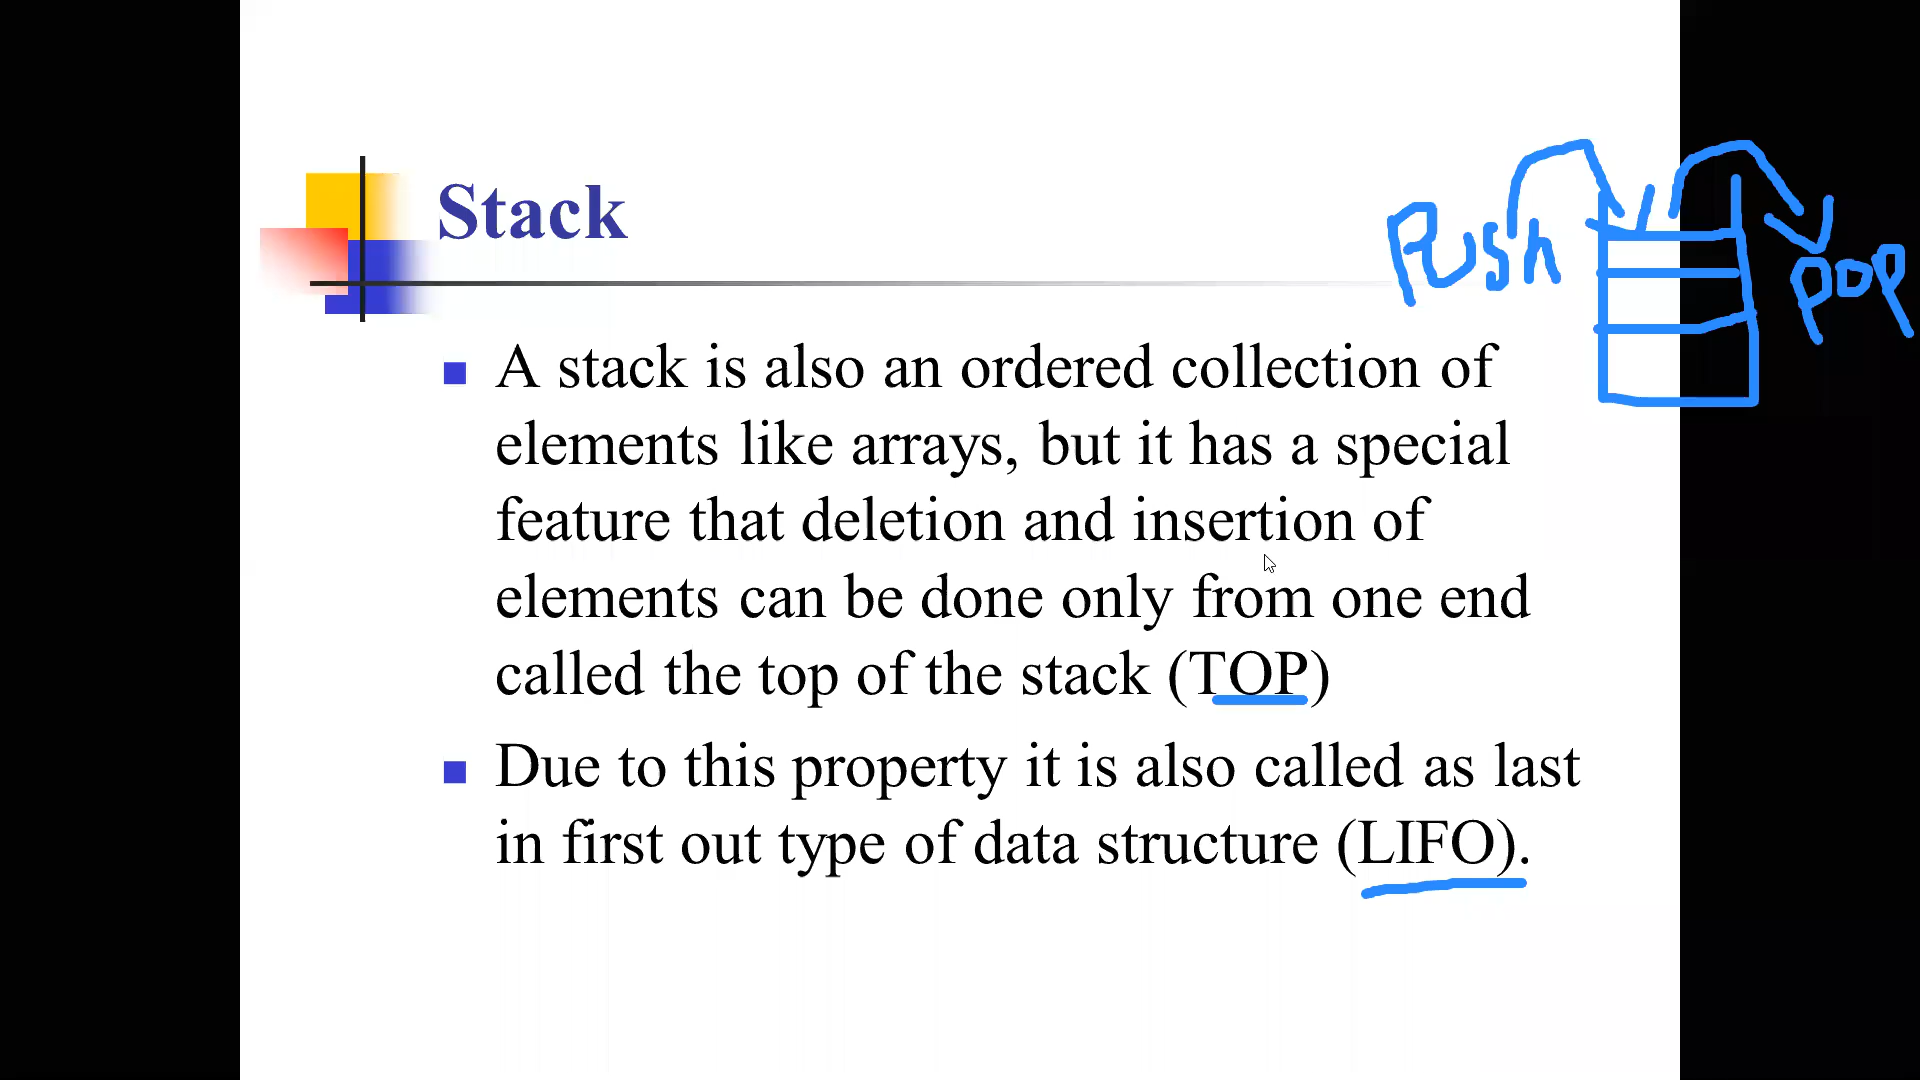 Stack
Push
pop
A stack is also an ordered collection of
elements like arrays, but it has a special
feature that deletion and insertion of
elements can be done only from one end
called the top of the stack (TOP)
Due to this property it is also called as last
in first out type of data structure (LIFO).